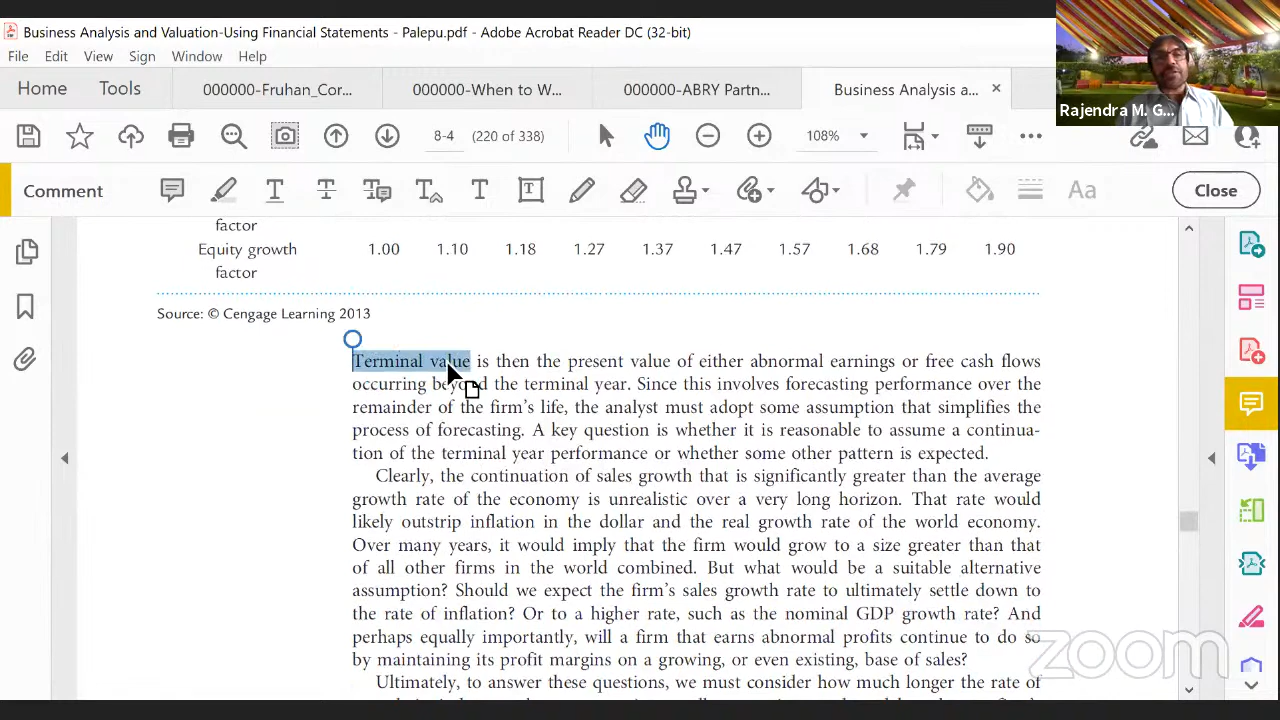 Business Analysis and Valuation-Using Financial Statements - Palepu.pdf - Adobe Acrobat Reader DC (32-bit)
File Edit View Sign Window Help
Home Tools 000000-Fruhan_Cor... 000000-When to W... 000000-ABRY Partn... Business Analysis a... ×
Rajendra M. G...
8-4 (220 of 338) 108%
Comment Close
factor
Equity growth 1.00 1.10 1.18 1.27 1.37 1.47 1.57 1.68 1.79 1.90
factor
Source: © Cengage Learning 2013
Terminal value is then the present value of either abnormal earnings or free cash flows
occurring beyond the terminal year. Since this involves forecasting performance over the
remainder of the firm's life, the analyst must adopt some assumption that simplifies the
process of forecasting. A key question is whether it is reasonable to assume a continua-
tion of the terminal year performance or whether some other pattern is expected.
Clearly, the continuation of sales growth that is significantly greater than the average
growth rate of the economy is unrealistic over a very long horizon. That rate would
likely outstrip inflation in the dollar and the real growth rate of the world economy.
Over many years, it would imply that the firm would grow to a size greater than that
of all other firms in the world combined. But what would be a suitable alternative
assumption? Should we expect the firm's sales growth rate to ultimately settle down to
the rate of inflation? Or to a higher rate, such as the nominal GDP growth rate? And
perhaps equally importantly, will a firm that earns abnormal profits continue to do so
by maintaining its profit margins on a growing, or even existing, base of sales?
Ultimately, to answer these questions, we must consider how much longer the rate of
zoom